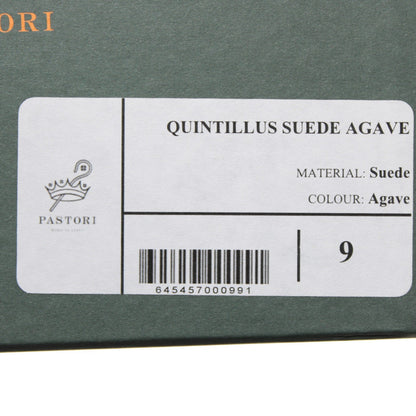 ORI
QUINTILLUS SUEDE AGAVE
MATERIAL: Suede
COLOUR: Agave
PASTORI
9
645457000991